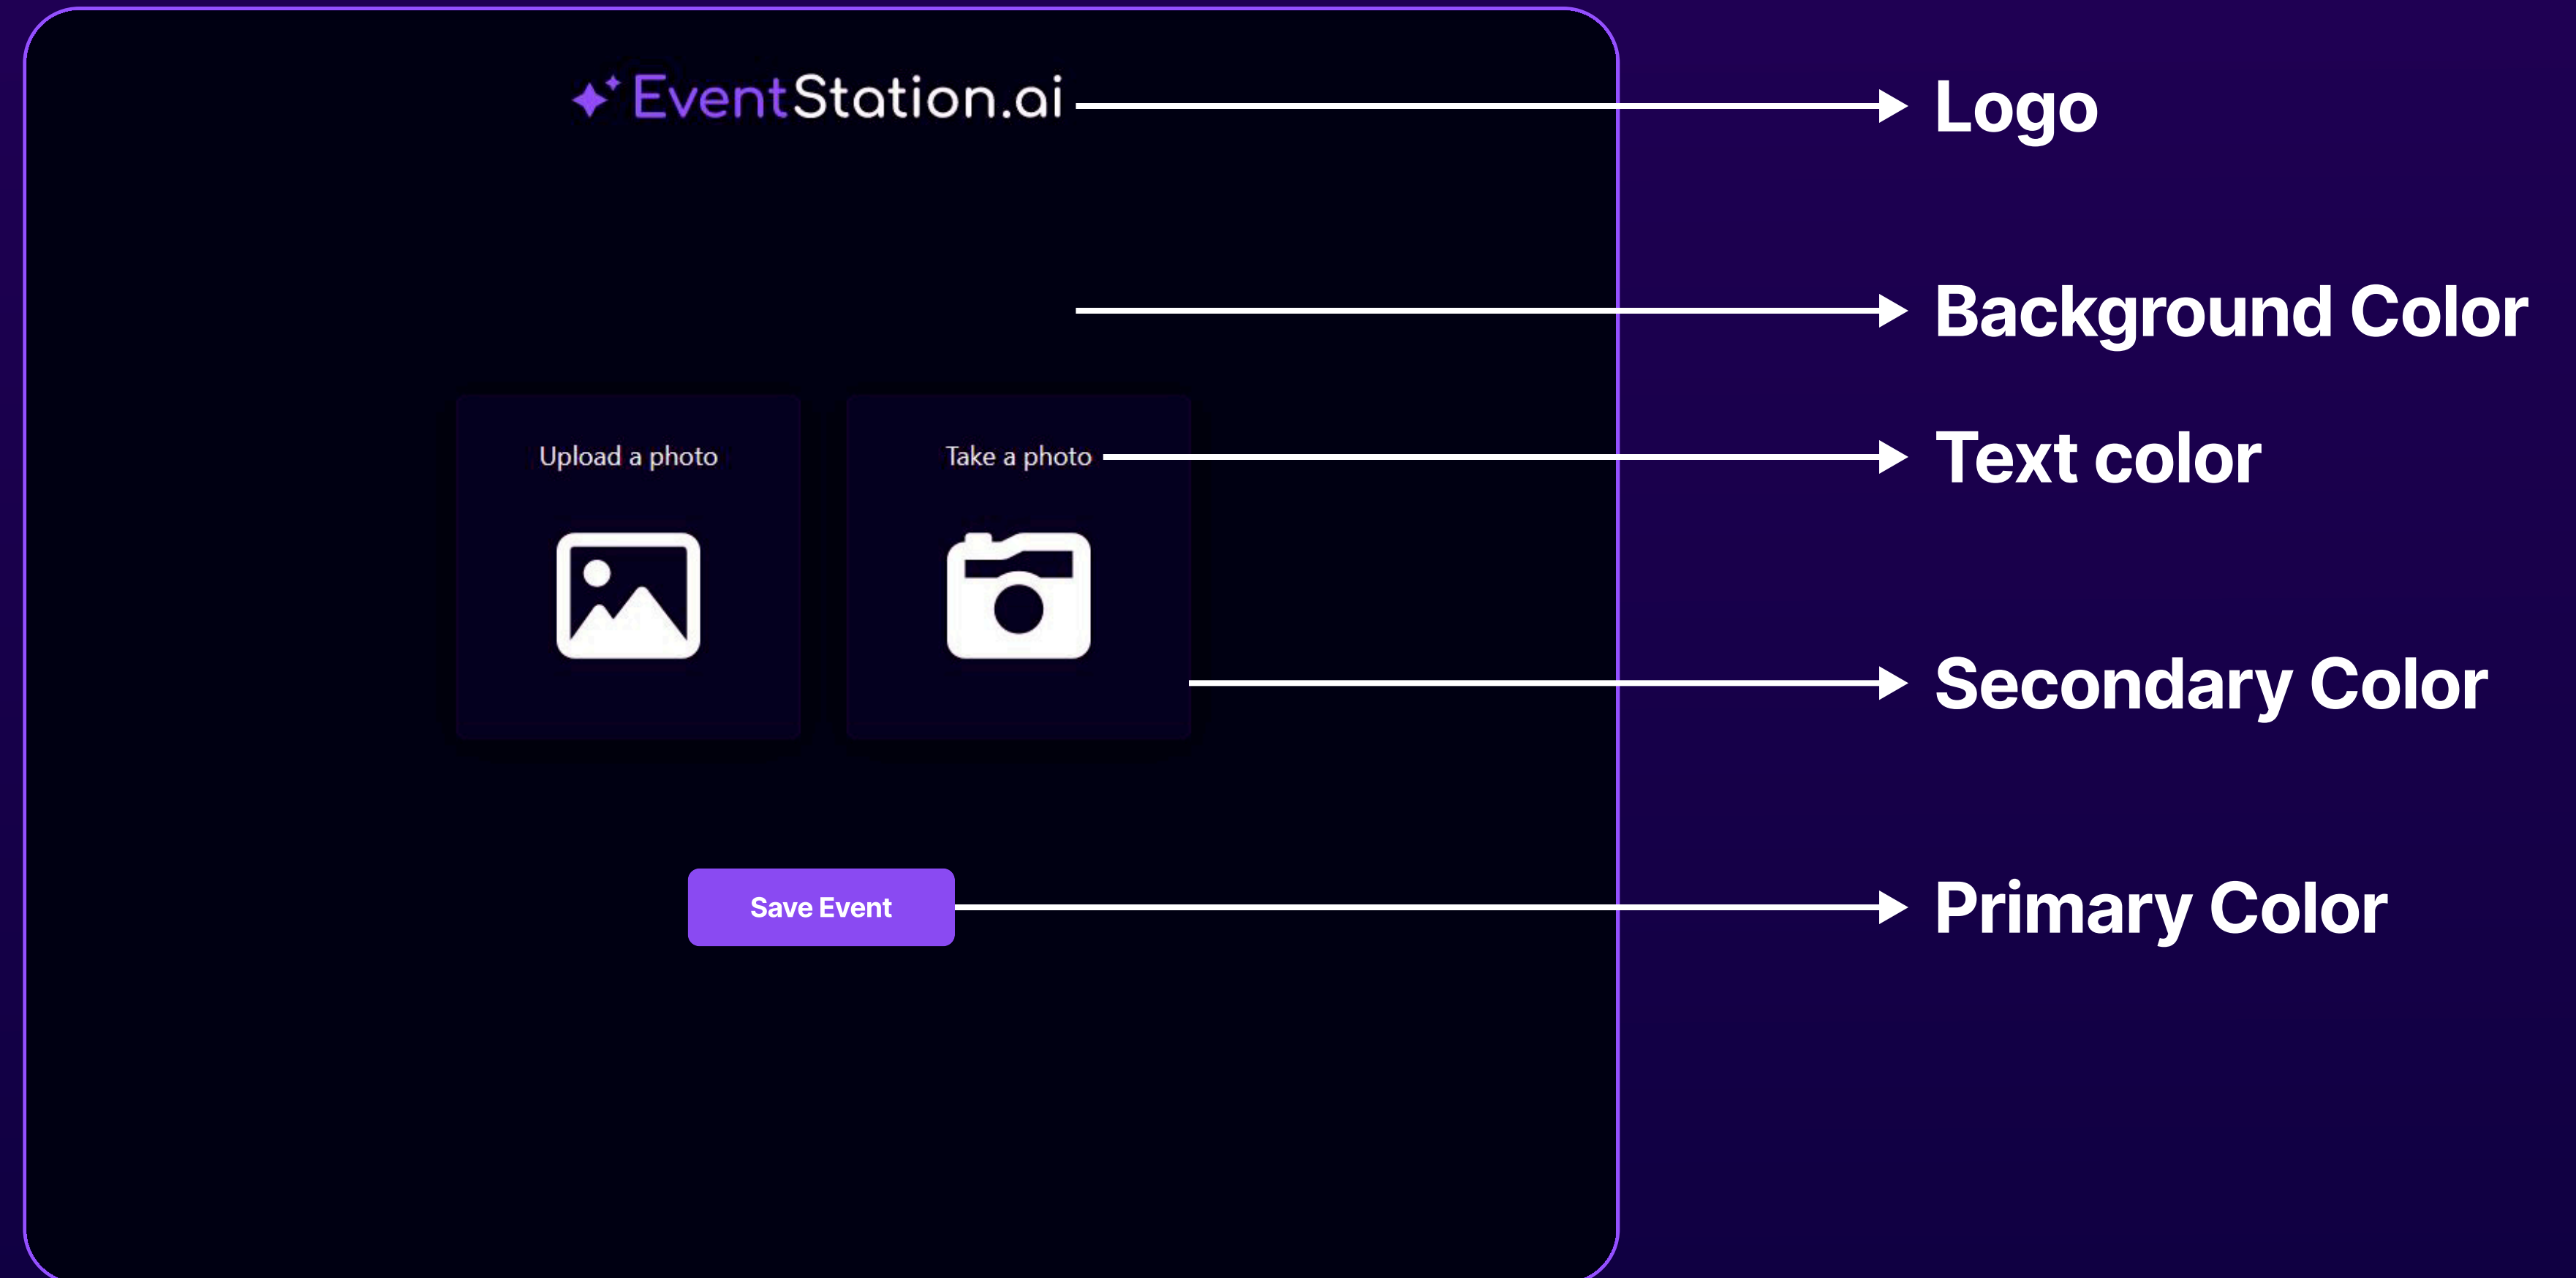 EventStation.ai
Logo
Background Color
Upload a photo
Take a photo
Text color
Secondary Color
Save Event
Primary Color